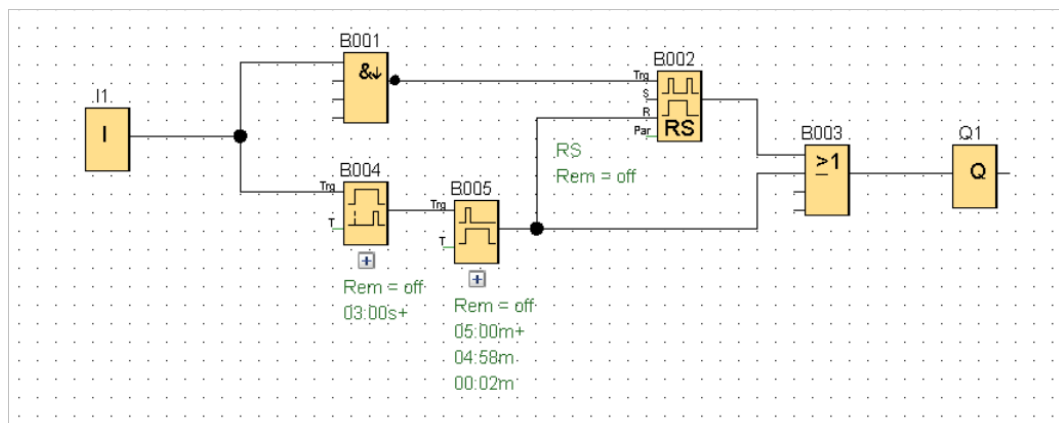 B001
&↓
B002
Trg
S
R
Par
RS
I1
I
B003
≥1
Q1
Q
RS
Rem = off
B004
Trg
T
B005
Trg
T
Rem = off
03:00s+
Rem = off
05:00m+
04:58m
00:02m